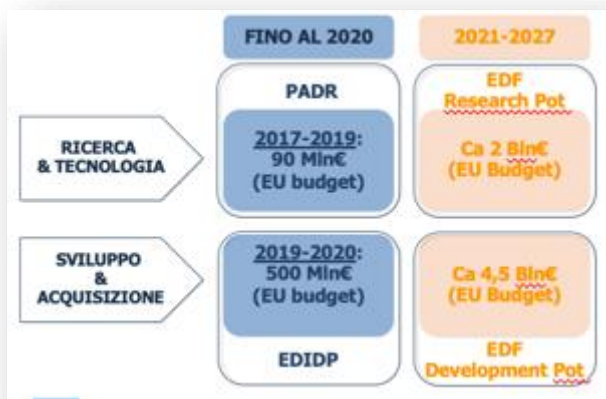 FINO AL 2020
2021-2027
RICERCA
& TECNOLOGIA
PADR
2017-2019:
90 Mln€
(EU budget)
EDF
Research Pot
Ca 2 Bln€
(EU Budget)
SVILUPPO
&
ACQUISIZIONE
2019-2020:
500 Mln€
(EU budget)
EDIDP
Ca 4,5 Bln€
(EU Budget)
EDF
Development Pot